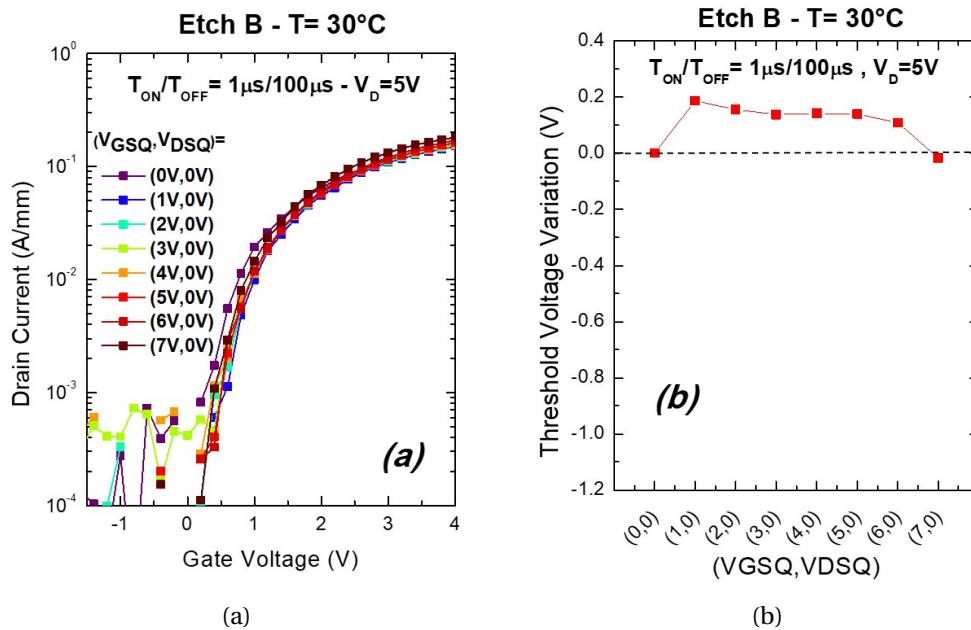 Etch B - T= 30°C
T_ON/T_OFF= 1μs/100μs - V_D=5V
(V_GSQ,V_DSQ)=
(0V,0V)
(1V,0V)
(2V,0V)
(3V,0V)
(4V,0V)
(5V,0V)
(6V,0V)
(7V,0V)
(a)
Drain Current (A/mm)
10^0
10^-1
10^-2
10^-3
10^-4
-1 0 1 2 3 4
Gate Voltage (V)
(a)
Etch B - T= 30°C
T_ON/T_OFF= 1μs/100μs , V_D=5V
(b)
Threshold Voltage Variation (V)
0.4
0.2
0.0
-0.2
-0.4
-0.6
-0.8
-1.0
-1.2
(0,0) (1,0) (2,0) (3,0) (4,0) (5,0) (6,0) (7,0)
(VGSQ,VDSQ)
(b)